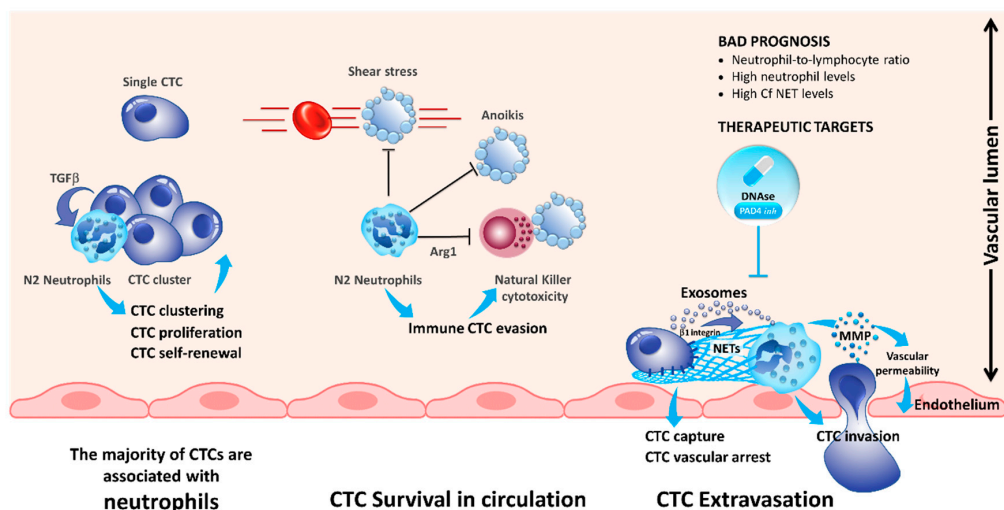 Single CTC
TGFβ
N2 Neutrophils
CTC cluster
CTC clustering
CTC proliferation
CTC self-renewal
The majority of CTCs are
associated with
neutrophils
Shear stress
Anoikis
Arg1
N2 Neutrophils
Natural Killer
cytotoxicity
Immune CTC evasion
CTC Survival in circulation
BAD PROGNOSIS
• Neutrophil-to-lymphocyte ratio
• High neutrophil levels
• High Cf NET levels
THERAPEUTIC TARGETS
DNAse
PAD4 inh
Exosomes
β1 integrin
NETs
MMP
Vascular
permeability
Endothelium
CTC capture
CTC vascular arrest
CTC invasion
CTC Extravasation
Vascular lumen